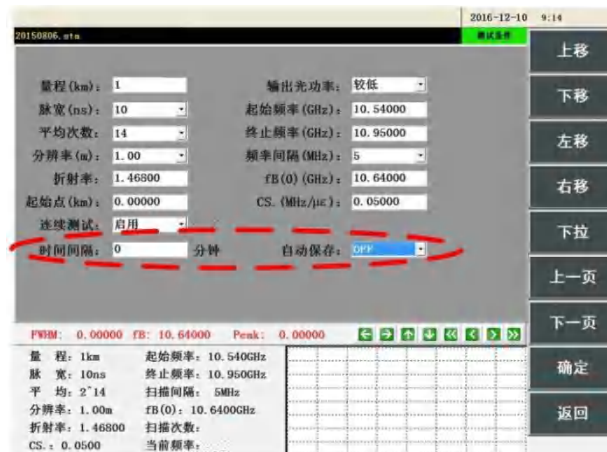 2016-12-10 9:14
20150806.stm 测试条件
量程(km): 1 输出光功率: 较低
脉宽(ns): 10 起始频率(GHz): 10.54000
平均次数: 14 终止频率(GHz): 10.95000
分辨率(m): 1.00 频率间隔(MHz): 5
折射率: 1.46800 fB(0)(GHz): 10.64000
起始点(km): 0.00000 CS.(MHz/με): 0.05000
连续测试: 启用
时间间隔: 0 分钟 自动保存: OFF
FWHM: 0.00000 fB: 10.64000 Peak: 0.00000
量 程: 1km 起始频率: 10.540GHz
脉 宽: 10ns 终止频率: 10.950GHz
平 均: 2^14 扫描间隔: 5MHz
分辨率: 1.00m fB(0): 10.6400GHz
折射率: 1.46800 扫描次数:
CS.: 0.0500 当前频率:
上移
下移
左移
右移
下拉
上一页
下一页
确定
返回